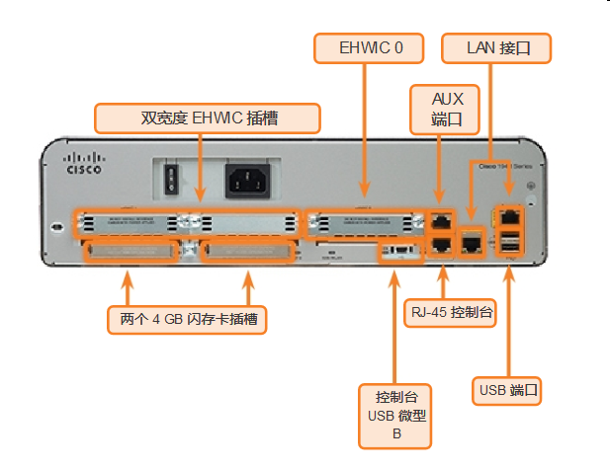 EHWIC 0
LAN 接口
AUX
端口
双宽度 EHWIC 插槽
CISCO
Cisco 1941 Series
两个 4 GB 闪存卡插槽
RJ-45 控制台
控制台
USB 微型
B
USB 端口